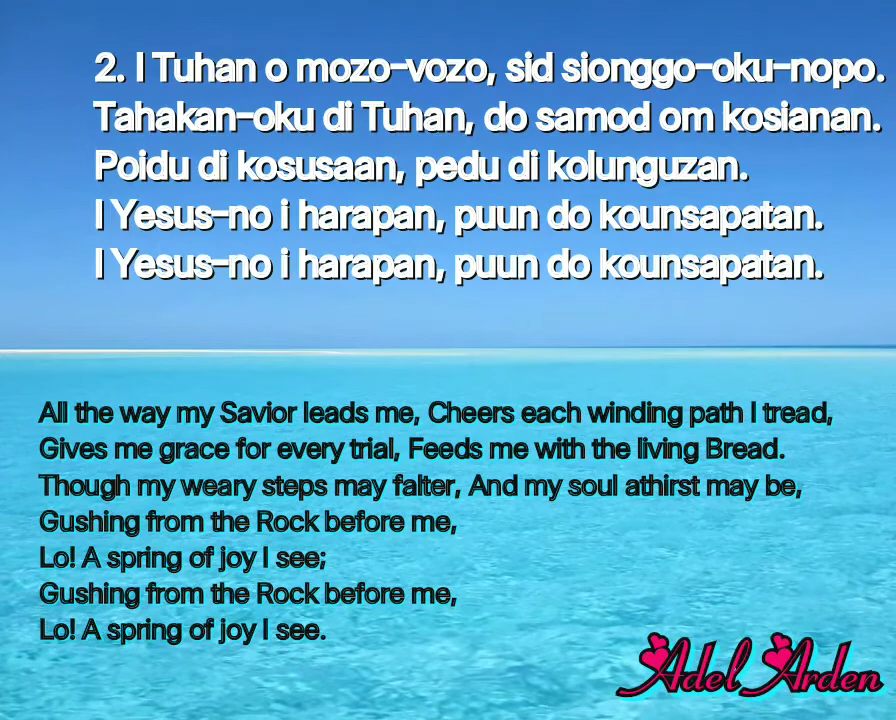 2. I Tuhan o mozo-vozo, sid sionggo-oku-nopo.
Tahakan-oku di Tuhan, do samod om kosianan.
Poidu di kosusaan, pedu di kolunguzan.
I Yesus-no i harapan, puun do kounsapatan.
I Yesus-no i harapan, puun do kounsapatan.
All the way my Savior leads me, Cheers each winding path I tread,
Gives me grace for every trial, Feeds me with the living Bread.
Though my weary steps may falter, And my soul athirst may be,
Gushing from the Rock before me,
Lo! A spring of joy I see;
Gushing from the Rock before me,
Lo! A spring of joy I see.
Adel Arden